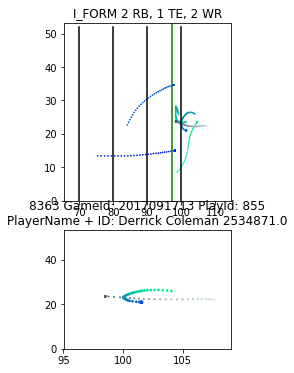 I_FORM 2 RB, 1 TE, 2 WR
50
40
30
20
10
0
70 80 90 100 110
8363 GameId: 2017091713 PlayId: 855
PlayerName + ID: Derrick Coleman 2534871.0
40
20
0
95 100 105